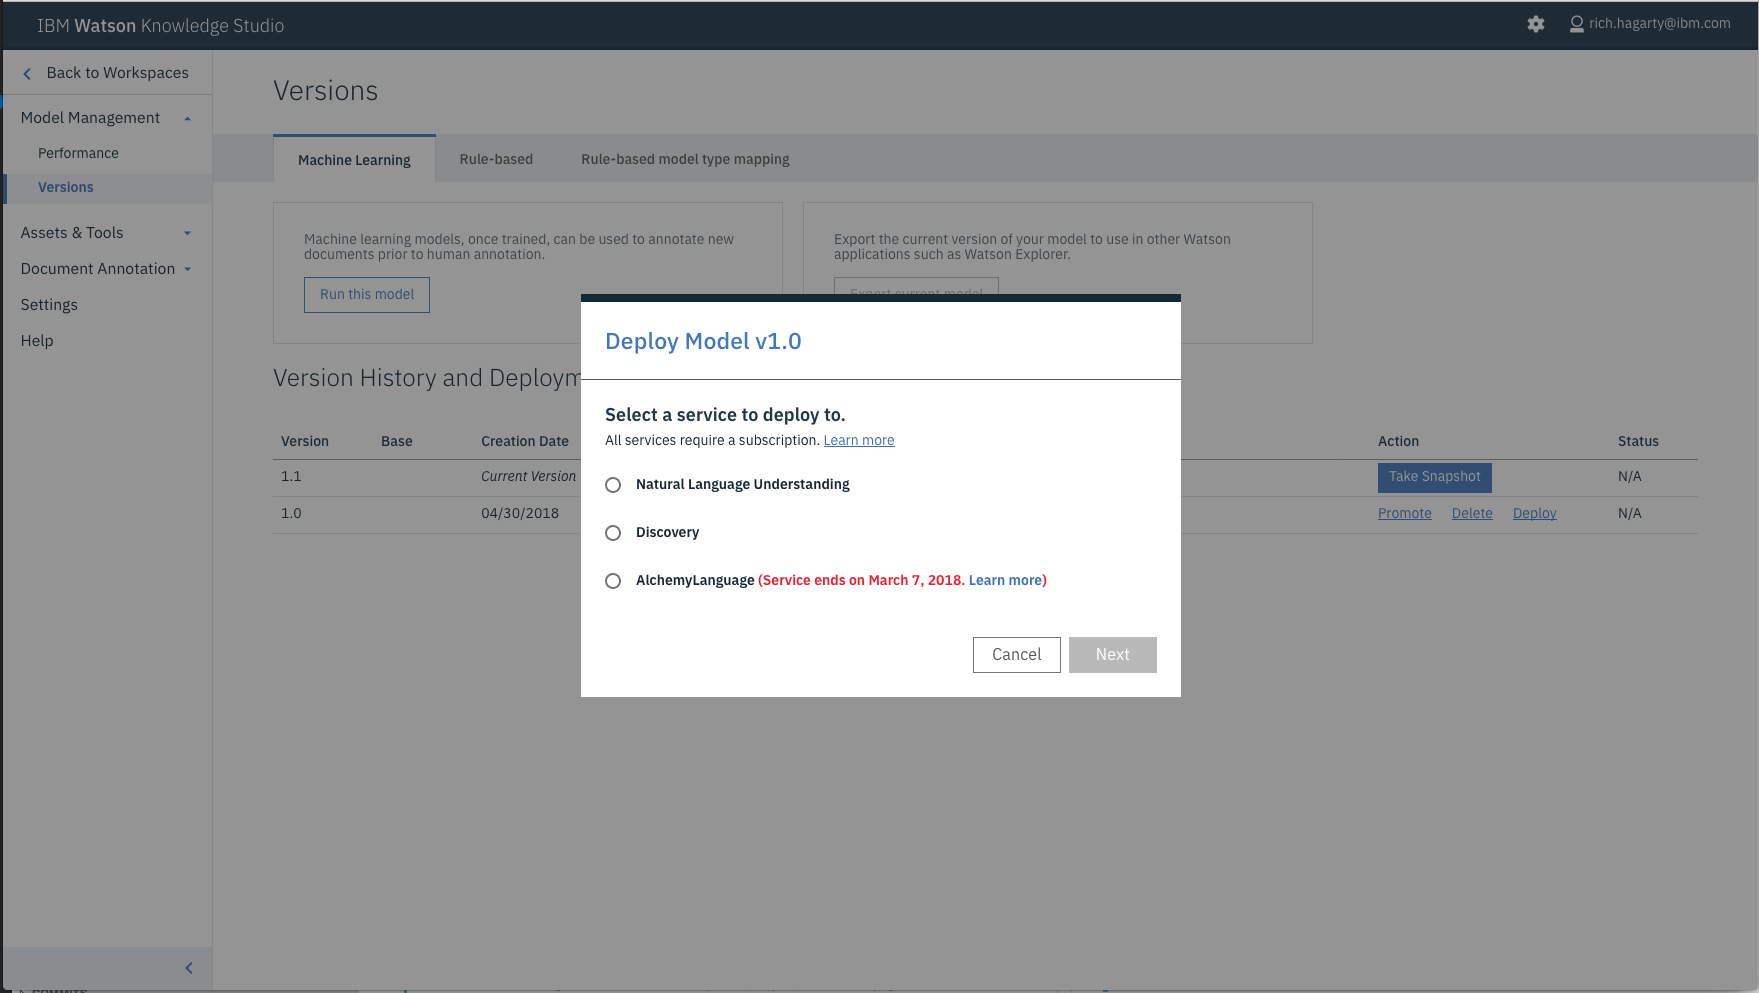 IBM Watson Knowledge Studio
rich.hagarty@ibm.com
Back to Workspaces
Model Management
Performance
Versions
Assets & Tools
Document Annotation
Settings
Help
Versions
Machine Learning
Rule-based
Rule-based model type mapping
Machine learning models, once trained, can be used to annotate new
documents prior to human annotation.
Run this model
Export the current version of your model to use in other Watson
applications such as Watson Explorer.
Export current model
Version History and Deploym
Version Base Creation Date Action Status
1.1 Current Version Take Snapshot N/A
1.0 04/30/2018 Promote Delete Deploy N/A
Deploy Model v1.0
Select a service to deploy to.
All services require a subscription. Learn more
Natural Language Understanding
Discovery
AlchemyLanguage (Service ends on March 7, 2018. Learn more)
Cancel
Next